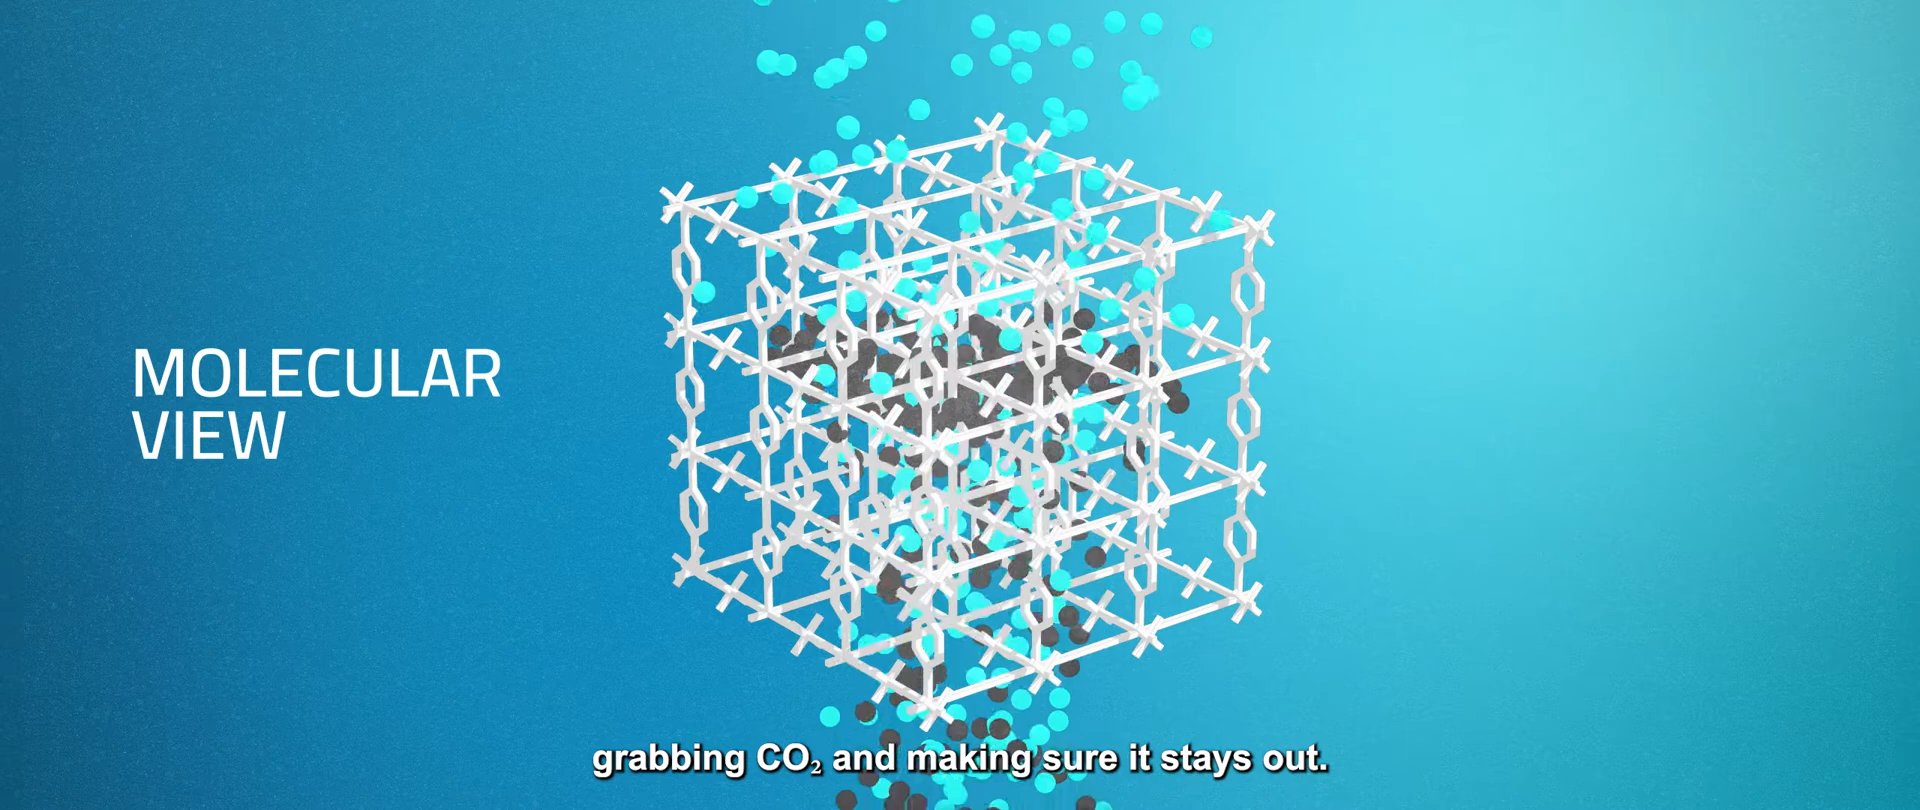 MOLECULAR
VIEW
grabbing CO₂ and making sure it stays out.